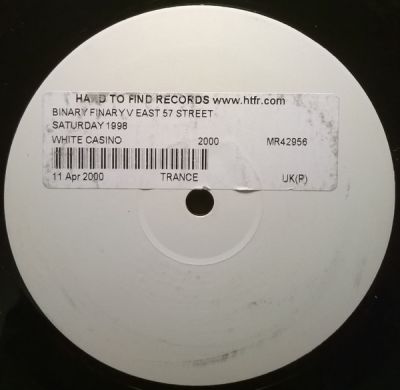 HARD TO FIND RECORDS www.htfr.com
BINARY FINARY V EAST 57 STREET
SATURDAY 1998
WHITE CASINO 2000 MR42956
11 Apr 2000 TRANCE UK(P)